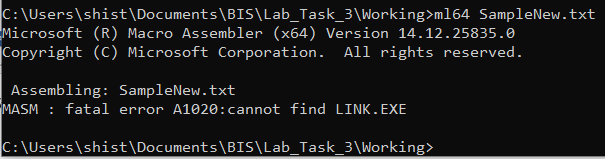 C:\Users\shist\Documents\BIS\Lab_Task_3\Working>ml64 SampleNew.txt
Microsoft (R) Macro Assembler (x64) Version 14.12.25835.0
Copyright (C) Microsoft Corporation.  All rights reserved.
 Assembling: SampleNew.txt
MASM : fatal error A1020:cannot find LINK.EXE
C:\Users\shist\Documents\BIS\Lab_Task_3\Working>